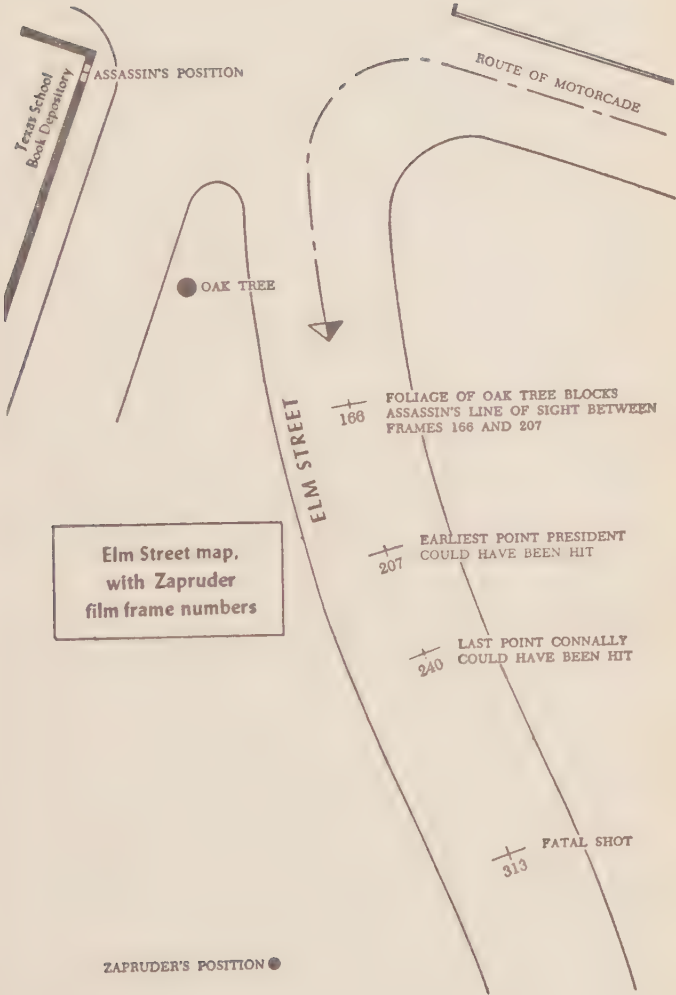 ROUTE OF MOTORCADE
Texas School
Book Depository
ASSASSIN'S POSITION
OAK TREE
166
FOLIAGE OF OAK TREE BLOCKS
ASSASSIN'S LINE OF SIGHT BETWEEN
FRAMES 166 AND 207
ELM STREET
207
EARLIEST POINT PRESIDENT
COULD HAVE BEEN HIT
Elm Street map,
with Zapruder
film frame numbers
240
LAST POINT CONNALLY
COULD HAVE BEEN HIT
313
FATAL SHOT
ZAPRUDER'S POSITION